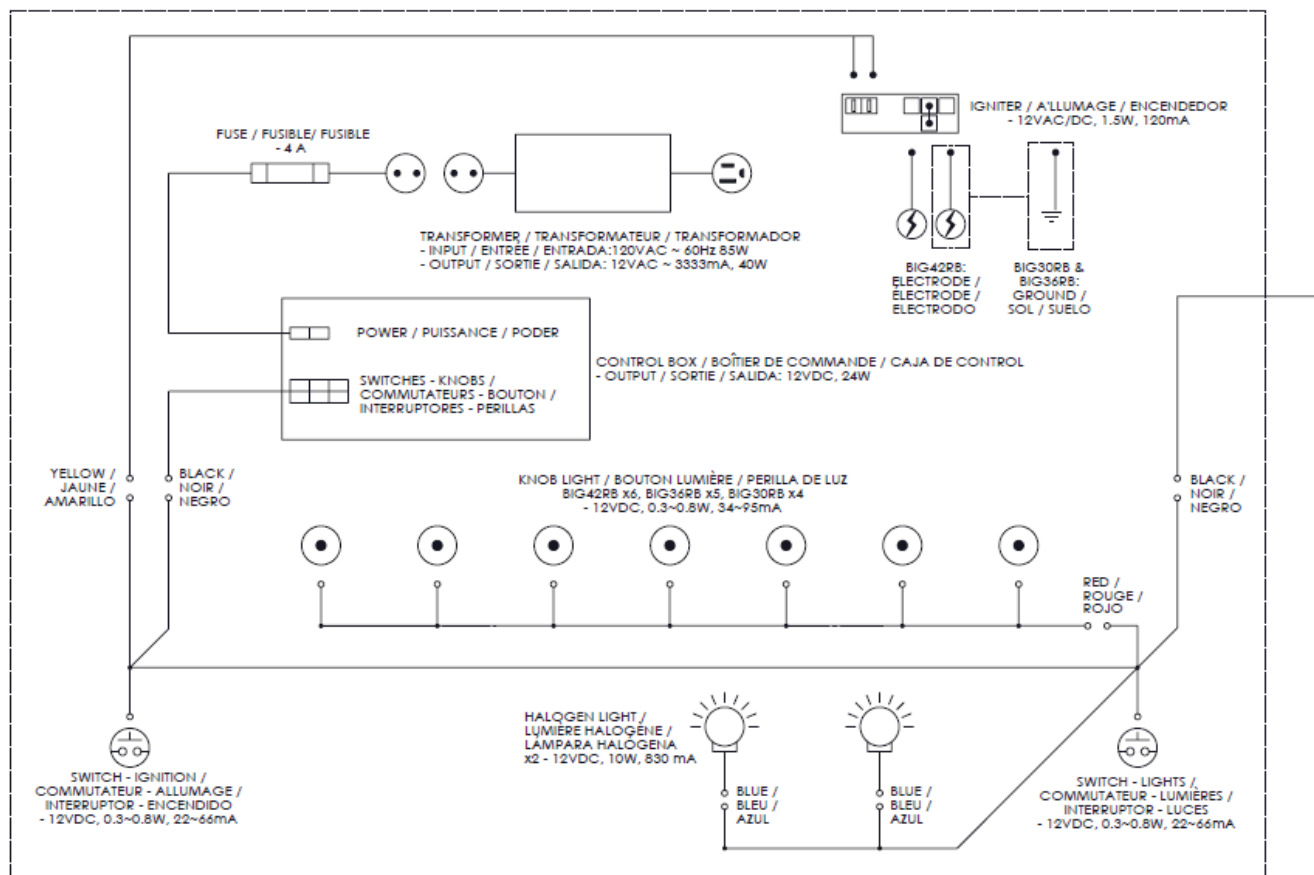 IGNITER / A'LLUMAGE / ENCENDEDOR
- 12VAC/DC, 1.5W, 120mA
FUSE / FUSIBLE/ FUSIBLE
- 4 A
TRANSFORMER / TRANSFORMATEUR / TRANSFORMADOR
- INPUT / ENTRÉE / ENTRADA:120VAC ~ 60Hz 85W
- OUTPUT / SORTIE / SALIDA: 12VAC ~ 3333mA, 40W
BIG42RB:
ELECTRODE /
ÉLECTRODE /
ELECTRODO
BIG30RB &
BIG36RB:
GROUND /
SOL / SUELO
POWER / PUISSANCE / PODER
SWITCHES - KNOBS /
COMMUTATEURS - BOUTON /
INTERRUPTORES - PERILLAS
CONTROL BOX / BOÎTIER DE COMMANDE / CAJA DE CONTROL
- OUTPUT / SORTIE / SALIDA: 12VDC, 24W
YELLOW /
JAUNE /
AMARILLO
BLACK /
NOIR /
NEGRO
KNOB LIGHT / BOUTON LUMIÈRE / PERILLA DE LUZ
BIG42RB x6, BIG36RB x5, BIG30RB x4
- 12VDC, 0.3~0.8W, 34~95mA
BLACK /
NOIR /
NEGRO
RED /
ROUGE /
ROJO
HALOGEN LIGHT /
LUMIÈRE HALOGÈNE /
LAMPARA HALÓGENA
x2 - 12VDC, 10W, 830 mA
SWITCH - IGNITION /
COMMUTATEUR - ALLUMAGE /
INTERRUPTOR - ENCENDIDO
- 12VDC, 0.3~0.8W, 22~66mA
BLUE /
BLEU /
AZUL
BLUE /
BLEU /
AZUL
SWITCH - LIGHTS /
COMMUTATEUR - LUMIÈRES /
INTERRUPTOR - LUCES
- 12VDC, 0.3~0.8W, 22~66mA